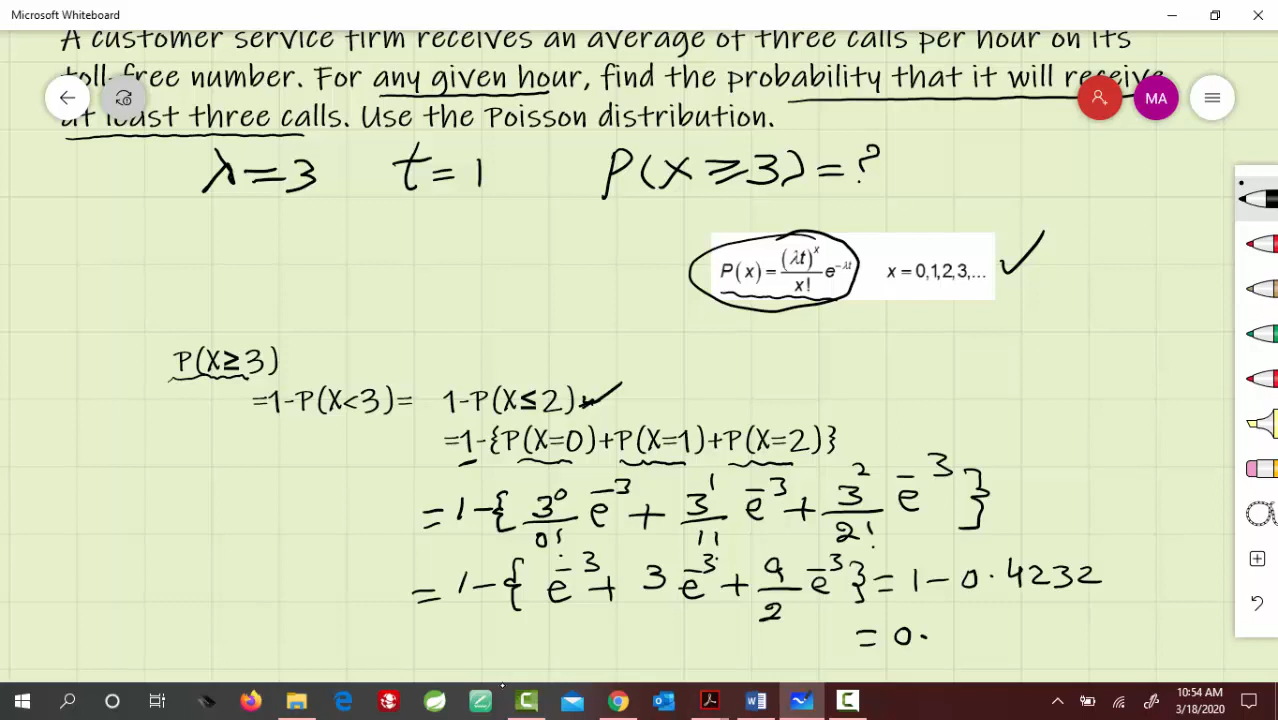 Microsoft Whiteboard
A customer service firm receives an average of three calls per hour on its
toll-free number. For any given hour, find the probability that it will receive
at least three calls. Use the Poisson distribution.
MA
λ=3 t=1 P(X≥3)=?
P(x)=(λt)^x/x! e^-λt x=0,1,2,3,...
P(X≥3)
=1-P(X<3)= 1-P(X≤2)
=1-{P(X=0)+P(X=1)+P(X=2)}
=1-{3^0/0! e^-3 + 3^1/1! e^-3 + 3^2/2! e^-3}
=1-{e^-3 + 3e^-3 + 9/2 e^-3} = 1-0.4232
=0.
10:54 AM
3/18/2020